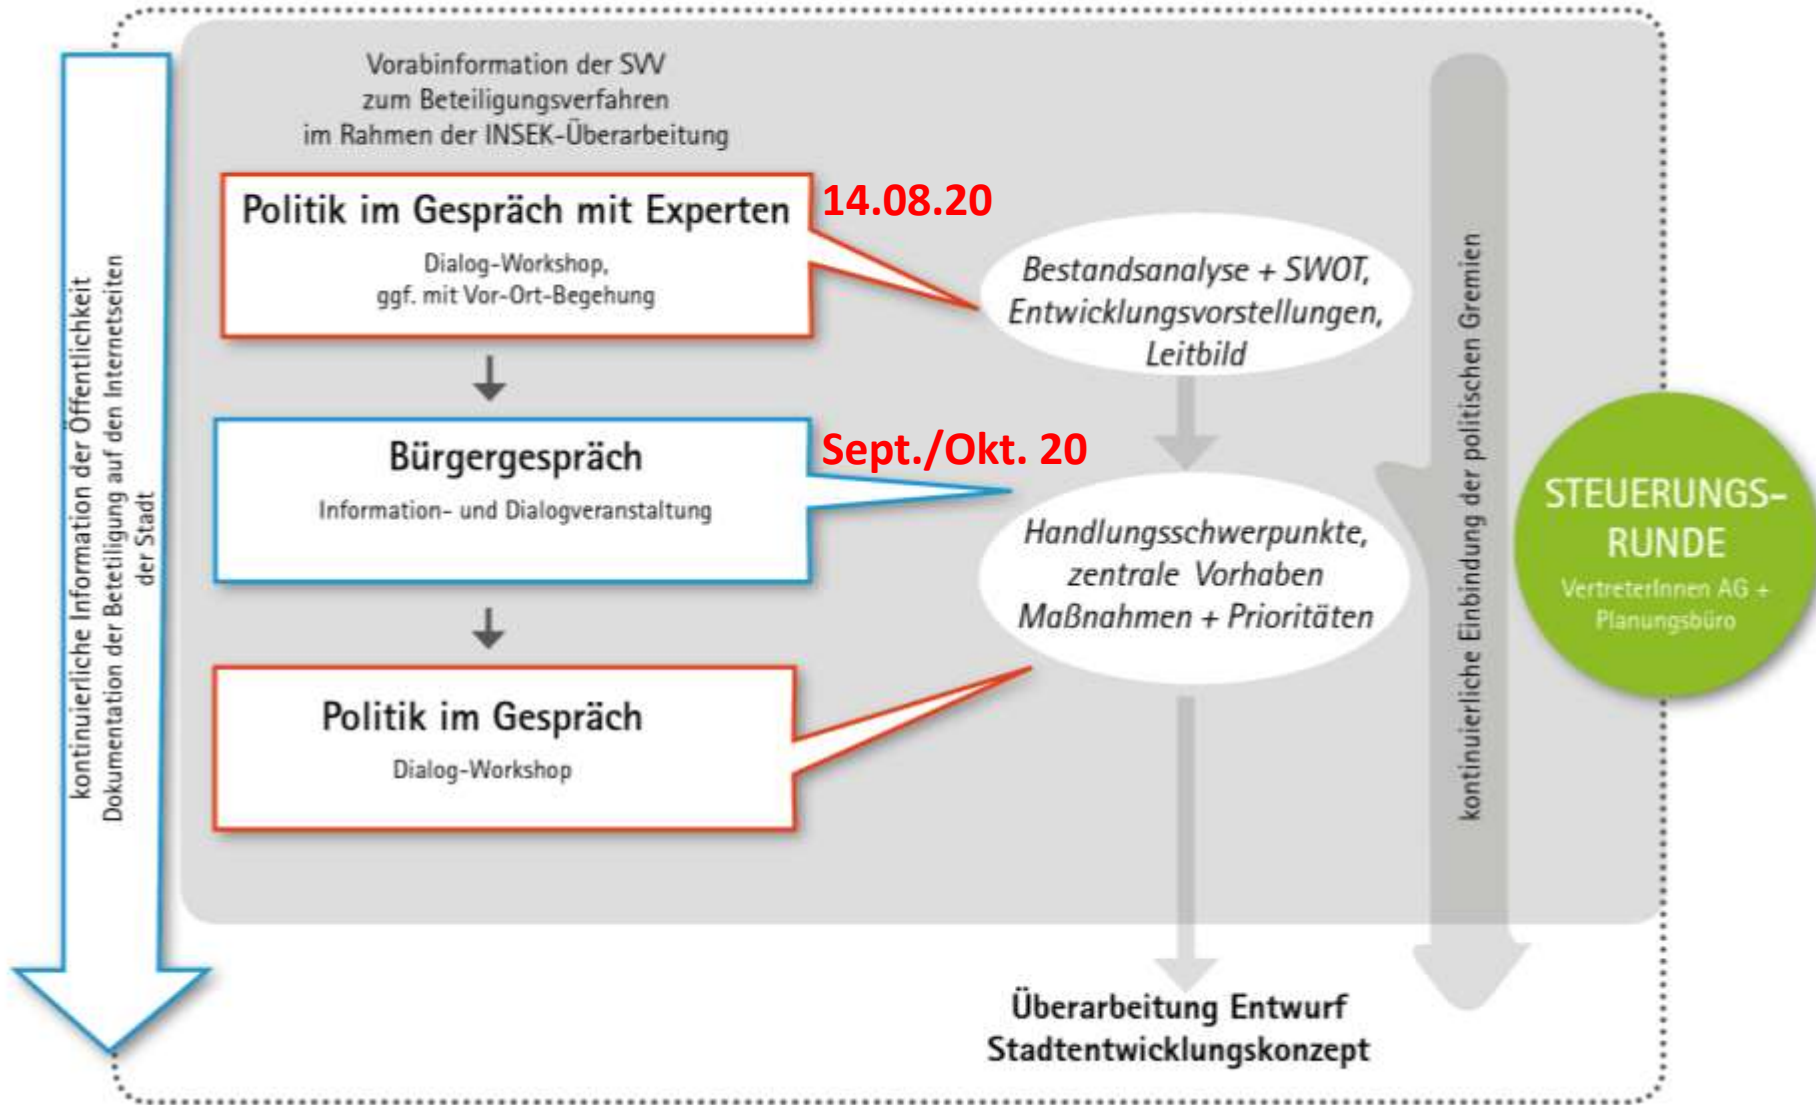 Vorabinformation der SVV
zum Beteiligungsverfahren
im Rahmen der INSEK-Überarbeitung
Politik im Gespräch mit Experten
Dialog-Workshop,
ggf. mit Vor-Ort-Begehung
14.08.20
Bestandsanalyse + SWOT,
Entwicklungsvorstellungen,
Leitbild
Bürgergespräch
Information- und Dialogveranstaltung
Sept./Okt. 20
Handlungsschwerpunkte,
zentrale Vorhaben
Maßnahmen + Prioritäten
Politik im Gespräch
Dialog-Workshop
Überarbeitung Entwurf
Stadtentwicklungskonzept
kontinuierliche Information der Öffentlichkeit
Dokumentation der Betetiligung auf den Internetseiten
der Stadt
kontinuierliche Einbindung der politischen Gremien
STEUERUNGS-
RUNDE
VertreterInnen AG +
Planungsbüro